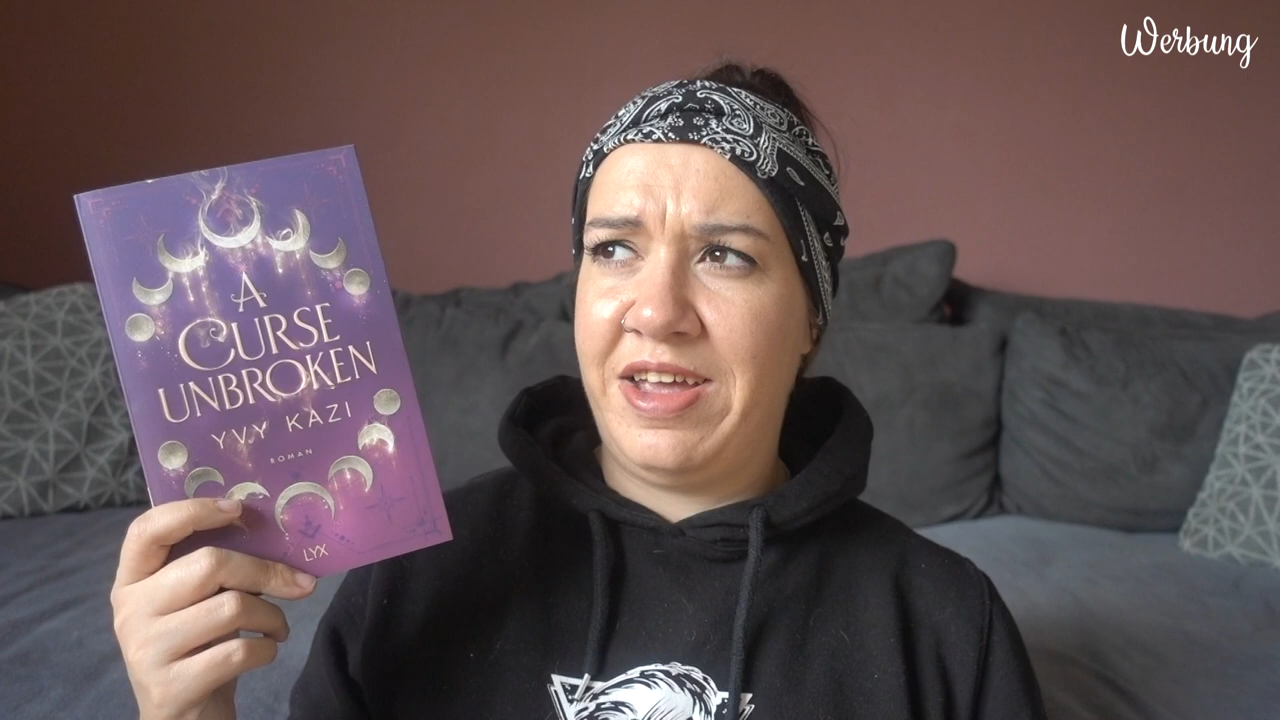 Werbung
A
CURSE
UNBROKEN
YVY KAZI
ROMAN
LYX